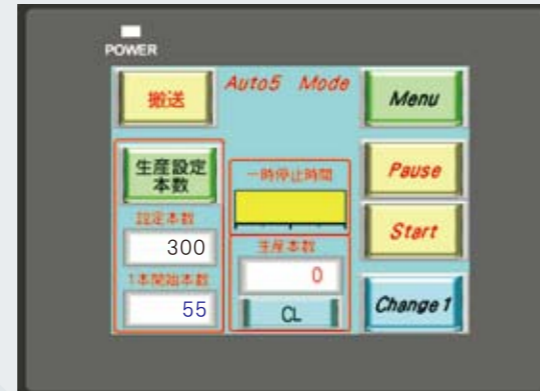 POWER
搬送
Auto5 Mode
Menu
生産設定
本数
設定本数
300
1本開始本数
55
一時停止時間
生産本数
0
CL
Pause
Start
Change 1